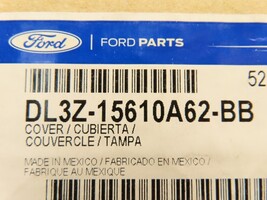 Ford
FORD PARTS
52
DL3Z-15610A62-BB
COVER / CUBIERTA /
COUVERCLE / TAMPA
MADE IN MEXICO / FABRICADO EN MEXICO /
FABRIQUE AU MEXIQUE